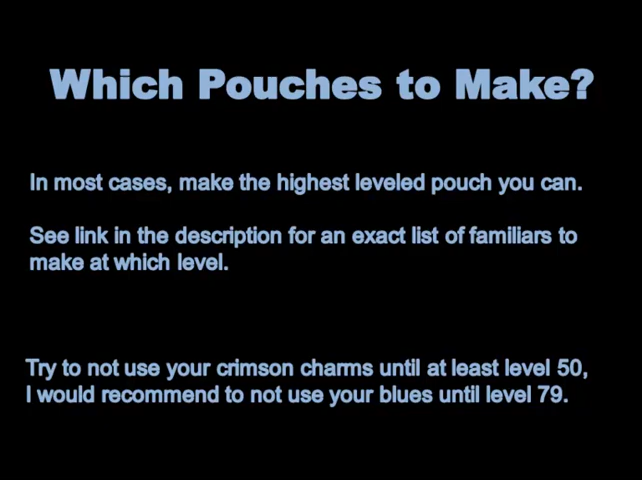 Which Pouches to Make?
In most cases, make the highest leveled pouch you can.
See link in the description for an exact list of familiars to
make at which level.
Try to not use your crimson charms until at least level 50,
I would recommend to not use your blues until level 79.